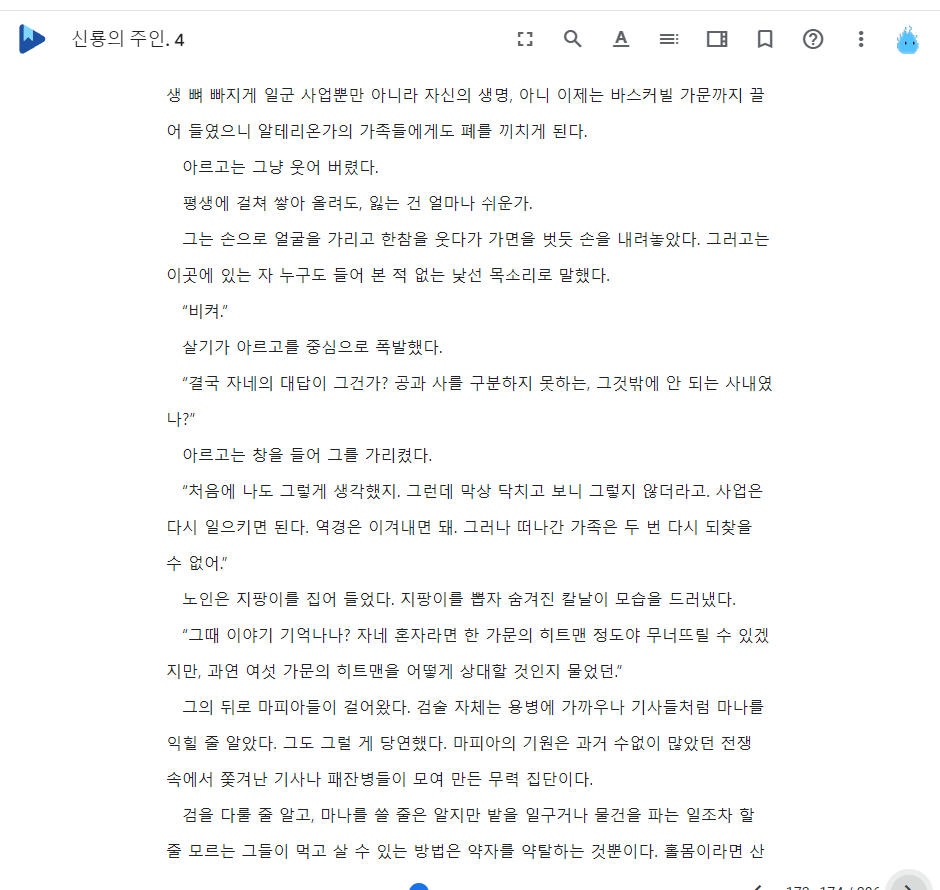 신룡의 주인. 4
생 뼈 빠지게 일군 사업뿐만 아니라 자신의 생명, 아니 이제는 바스커빌 가문까지 끌
어 들였으니 알테리온가의 가족들에게도 폐를 끼치게 된다.
아르고는 그냥 웃어 버렸다.
평생에 걸쳐 쌓아 올려도, 잃는 건 얼마나 쉬운가.
그는 손으로 얼굴을 가리고 한참을 웃다가 가면을 벗듯 손을 내려놓았다. 그러고는
이곳에 있는 자 누구도 들어 본 적 없는 낯선 목소리로 말했다.
“비켜.”
살기가 아르고를 중심으로 폭발했다.
“결국 자네의 대답이 그건가? 공과 사를 구분하지 못하는, 그것밖에 안 되는 사내였
나?”
아르고는 창을 들어 그를 가리켰다.
“처음에 나도 그렇게 생각했지. 그런데 막상 닥치고 보니 그렇지 않더라고. 사업은
다시 일으키면 된다. 역경은 이겨내면 돼. 그러나 떠나간 가족은 두 번 다시 되찾을
수 없어.”
노인은 지팡이를 집어 들었다. 지팡이를 뽑자 숨겨진 칼날이 모습을 드러냈다.
“그때 이야기 기억나나? 자네 혼자라면 한 가문의 히트맨 정도야 무너뜨릴 수 있겠
지만, 과연 여섯 가문의 히트맨을 어떻게 상대할 것인지 물었던.”
그의 뒤로 마피아들이 걸어왔다. 검술 자체는 용병에 가까우나 기사들처럼 마나를
익힐 줄 알았다. 그도 그럴 게 당연했다. 마피아의 기원은 과거 수없이 많았던 전쟁
속에서 쫓겨난 기사나 패잔병들이 모여 만든 무력 집단이다.
검을 다룰 줄 알고, 마나를 쓸 줄은 알지만 밭을 일구거나 물건을 파는 일조차 할
줄 모르는 그들이 먹고 살 수 있는 방법은 약자를 약탈하는 것뿐이다. 홀몸이라면 산